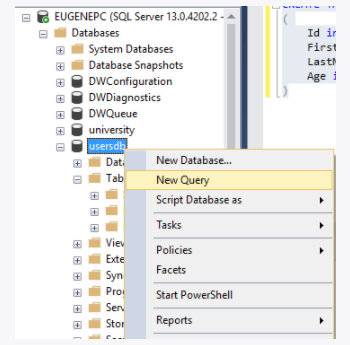 EUGENEPC (SQL Server 13.0.4202.2 -
Databases
System Databases
Database Snapshots
DWConfiguration
DWDiagnostics
DWQueue
university
usersdb
Data
Tab
View
Exte
Syn
Prog
Serv
Stor
New Database...
New Query
Script Database as
Tasks
Policies
Facets
Start PowerShell
Reports
(
Id in
First
LastN
Age i
)